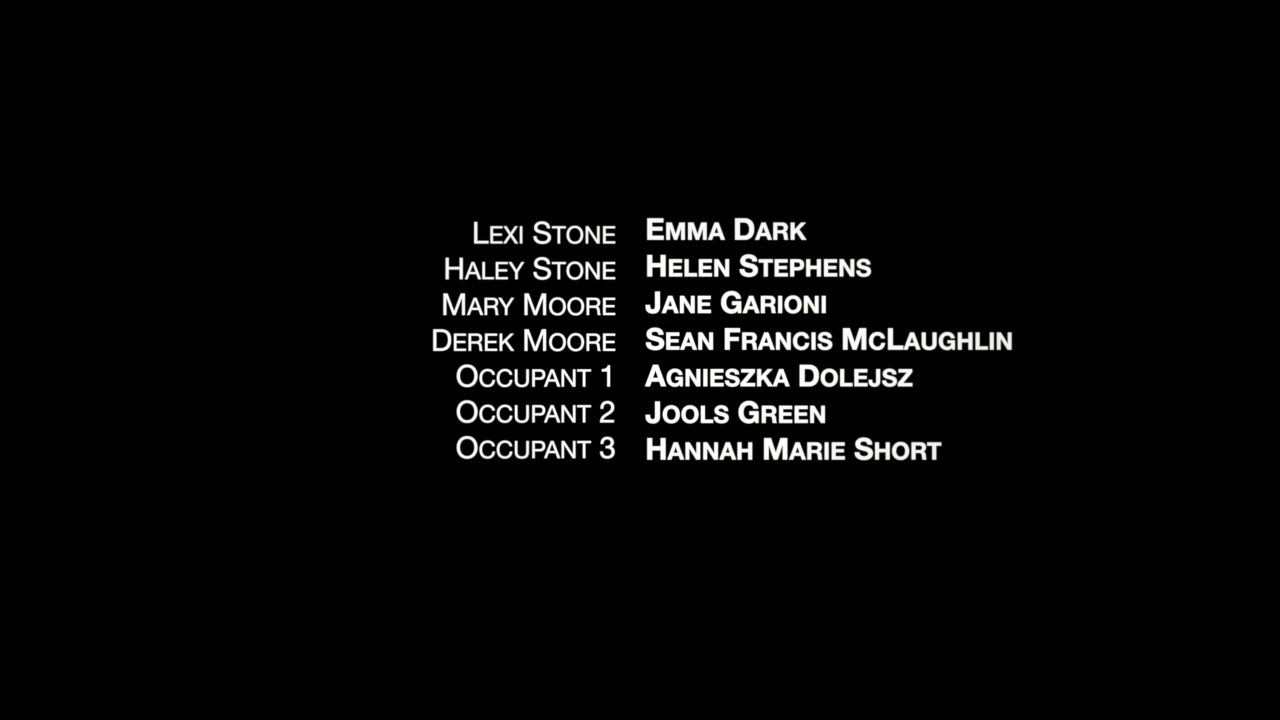 LEXI STONE EMMA DARK
HALEY STONE HELEN STEPHENS
MARY MOORE JANE GARIONI
DEREK MOORE SEAN FRANCIS MCLAUGHLIN
OCCUPANT 1 AGNIESZKA DOLEJSZ
OCCUPANT 2 JOOLS GREEN
OCCUPANT 3 HANNAH MARIE SHORT